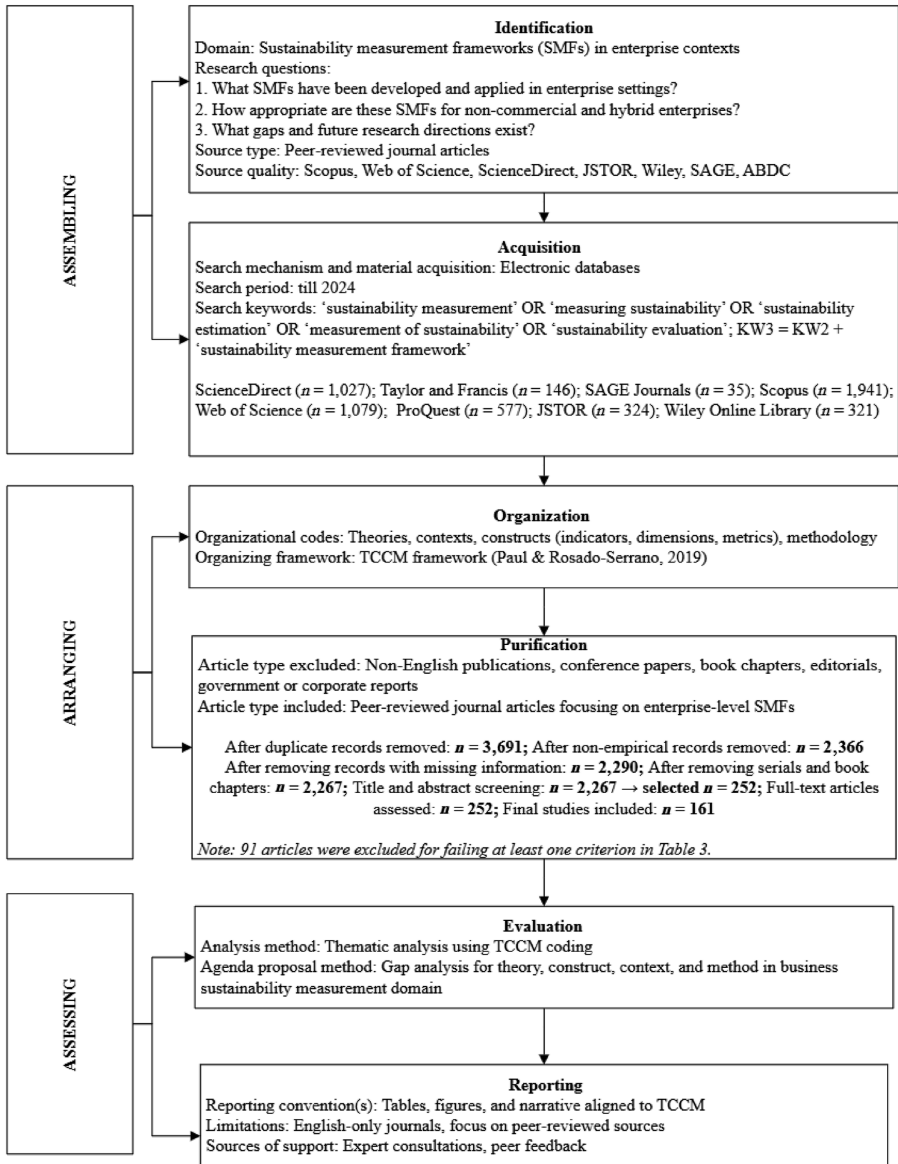 ASSEMBLING
Identification
Domain: Sustainability measurement frameworks (SMFs) in enterprise contexts
Research questions:
1. What SMFs have been developed and applied in enterprise settings?
2. How appropriate are these SMFs for non-commercial and hybrid enterprises?
3. What gaps and future research directions exist?
Source type: Peer-reviewed journal articles
Source quality: Scopus, Web of Science, ScienceDirect, JSTOR, Wiley, SAGE, ABDC
Acquisition
Search mechanism and material acquisition: Electronic databases
Search period: till 2024
Search keywords: ‘sustainability measurement’ OR ‘measuring sustainability’ OR ‘sustainability
estimation’ OR ‘measurement of sustainability’ OR ‘sustainability evaluation’; KW3 = KW2 +
‘sustainability measurement framework’
ScienceDirect (n = 1,027); Taylor and Francis (n = 146); SAGE Journals (n = 35); Scopus (n = 1,941);
Web of Science (n = 1,079); ProQuest (n = 577); JSTOR (n = 324); Wiley Online Library (n = 321)
ARRANGING
Organization
Organizational codes: Theories, contexts, constructs (indicators, dimensions, metrics), methodology
Organizing framework: TCCM framework (Paul & Rosado-Serrano, 2019)
Purification
Article type excluded: Non-English publications, conference papers, book chapters, editorials,
government or corporate reports
Article type included: Peer-reviewed journal articles focusing on enterprise-level SMFs
After duplicate records removed: n = 3,691; After non-empirical records removed: n = 2,366
After removing records with missing information: n = 2,290; After removing serials and book
chapters: n = 2,267; Title and abstract screening: n = 2,267 → selected n = 252; Full-text articles
assessed: n = 252; Final studies included: n = 161
Note: 91 articles were excluded for failing at least one criterion in Table 3.
ASSESSING
Evaluation
Analysis method: Thematic analysis using TCCM coding
Agenda proposal method: Gap analysis for theory, construct, context, and method in business
sustainability measurement domain
Reporting
Reporting convention(s): Tables, figures, and narrative aligned to TCCM
Limitations: English-only journals, focus on peer-reviewed sources
Sources of support: Expert consultations, peer feedback